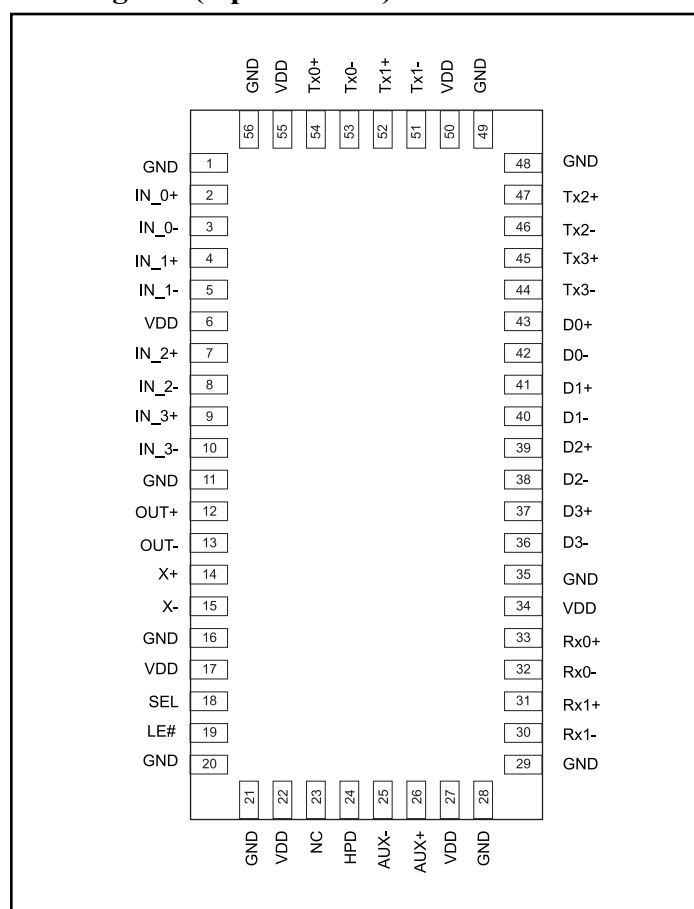 GND VDD Tx0+ Tx0- Tx1+ Tx1- VDD GND
56 55 54 53 52 51 50 49
GND 1 48 GND
IN_0+ 2 47 Tx2+
IN_0- 3 46 Tx2-
IN_1+ 4 45 Tx3+
IN_1- 5 44 Tx3-
VDD 6 43 D0+
IN_2+ 7 42 D0-
IN_2- 8 41 D1+
IN_3+ 9 40 D1-
IN_3- 10 39 D2+
GND 11 38 D2-
OUT+ 12 37 D3+
OUT- 13 36 D3-
X+ 14 35 GND
X- 15 34 VDD
GND 16 33 Rx0+
VDD 17 32 Rx0-
SEL 18 31 Rx1+
LE# 19 30 Rx1-
GND 20 29 GND
21 22 23 24 25 26 27 28
GND VDD NC HPD AUX- AUX+ VDD GND